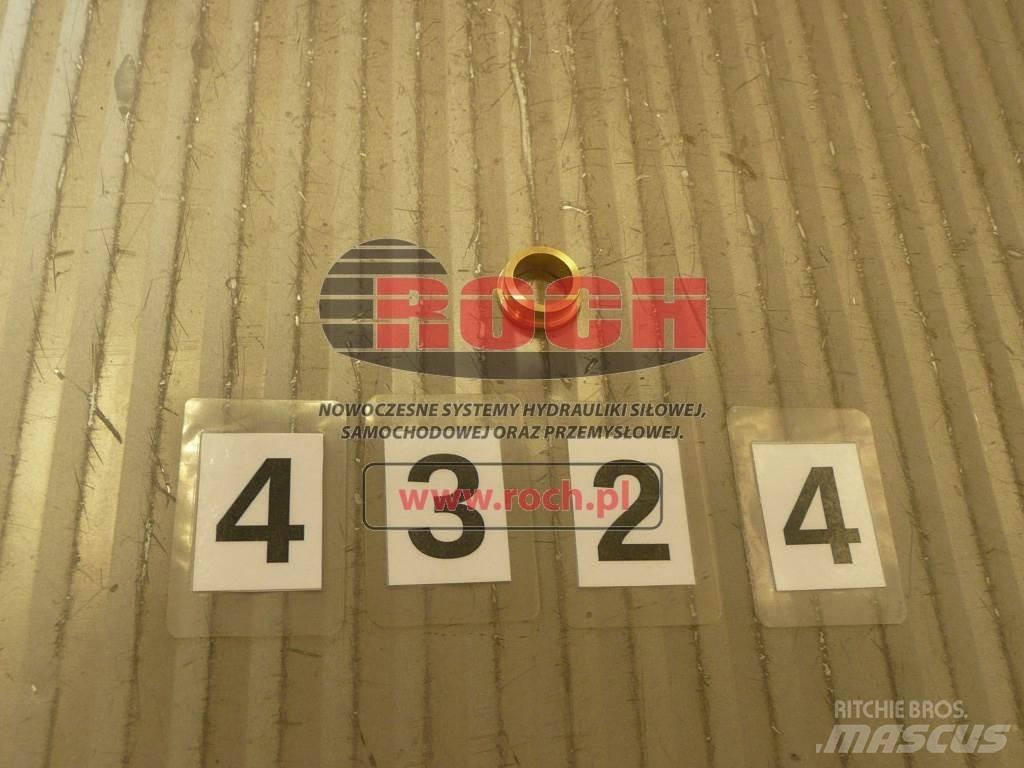 ROCH
NOWOCZESNE SYSTEMY HYDRAULIKI SIŁOWEJ,
SAMOCHODOWEJ ORAZ PRZEMYSŁOWEJ.
www.roch.pl
4 3 2 4
RITCHIE BROS.
.MASCUS